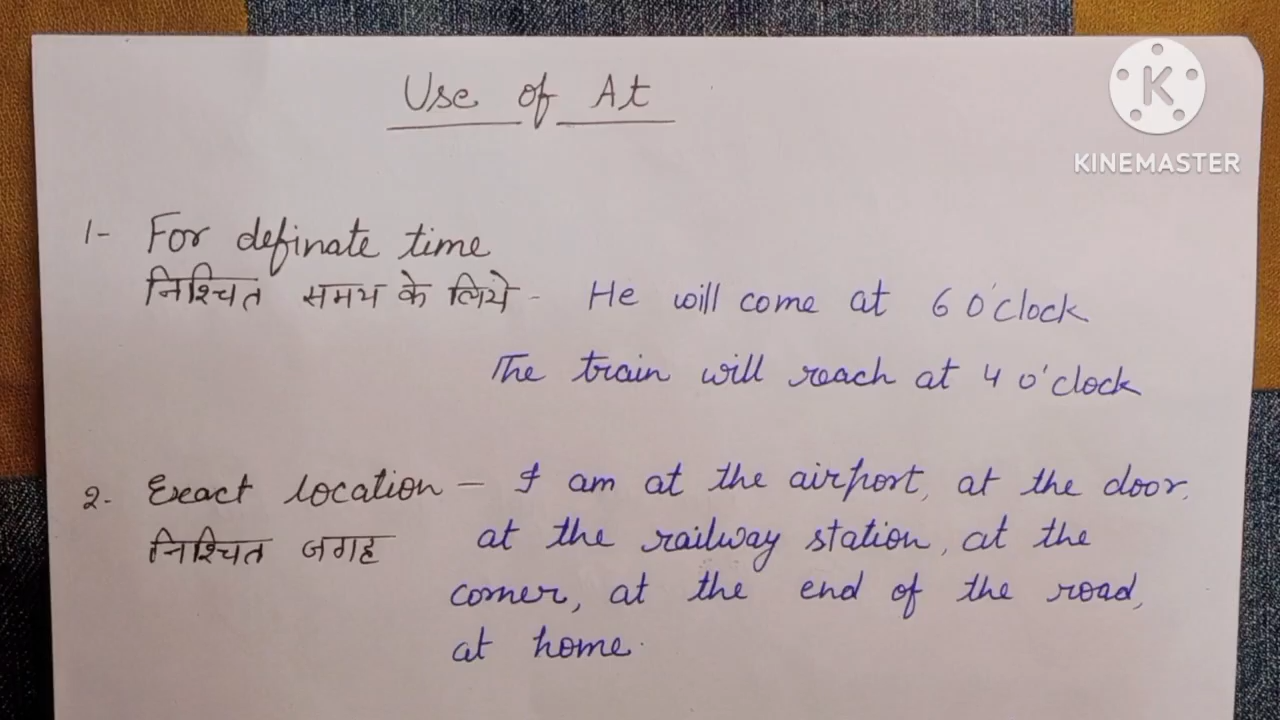 Use of At
KINEMASTER
1- For definate time
निश्चित समय के लिये - He will come at 6 o'clock
The train will reach at 4 o'clock
2. Exact location - I am at the airport, at the door,
निश्चित जगह at the railway station, at the
corner, at the end of the road,
at home.